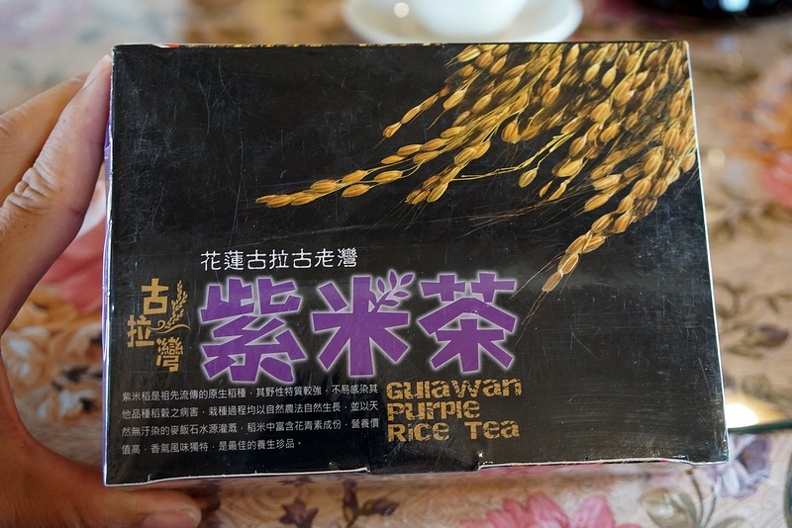 花蓮古拉古老灣
古拉灣
紫米茶
紫米稻是祖先流傳的原生稻種，其野性特質較強，不易感染其
他品種稻穀之病害，栽種過程均以自然農法自然生長，並以天
然無汙染的麥飯石水源灌溉，稻米中富含花青素成份，營養價
值高，香氣風味獨特，是最佳的養生珍品。
Gulawan
Purple
Rice Tea